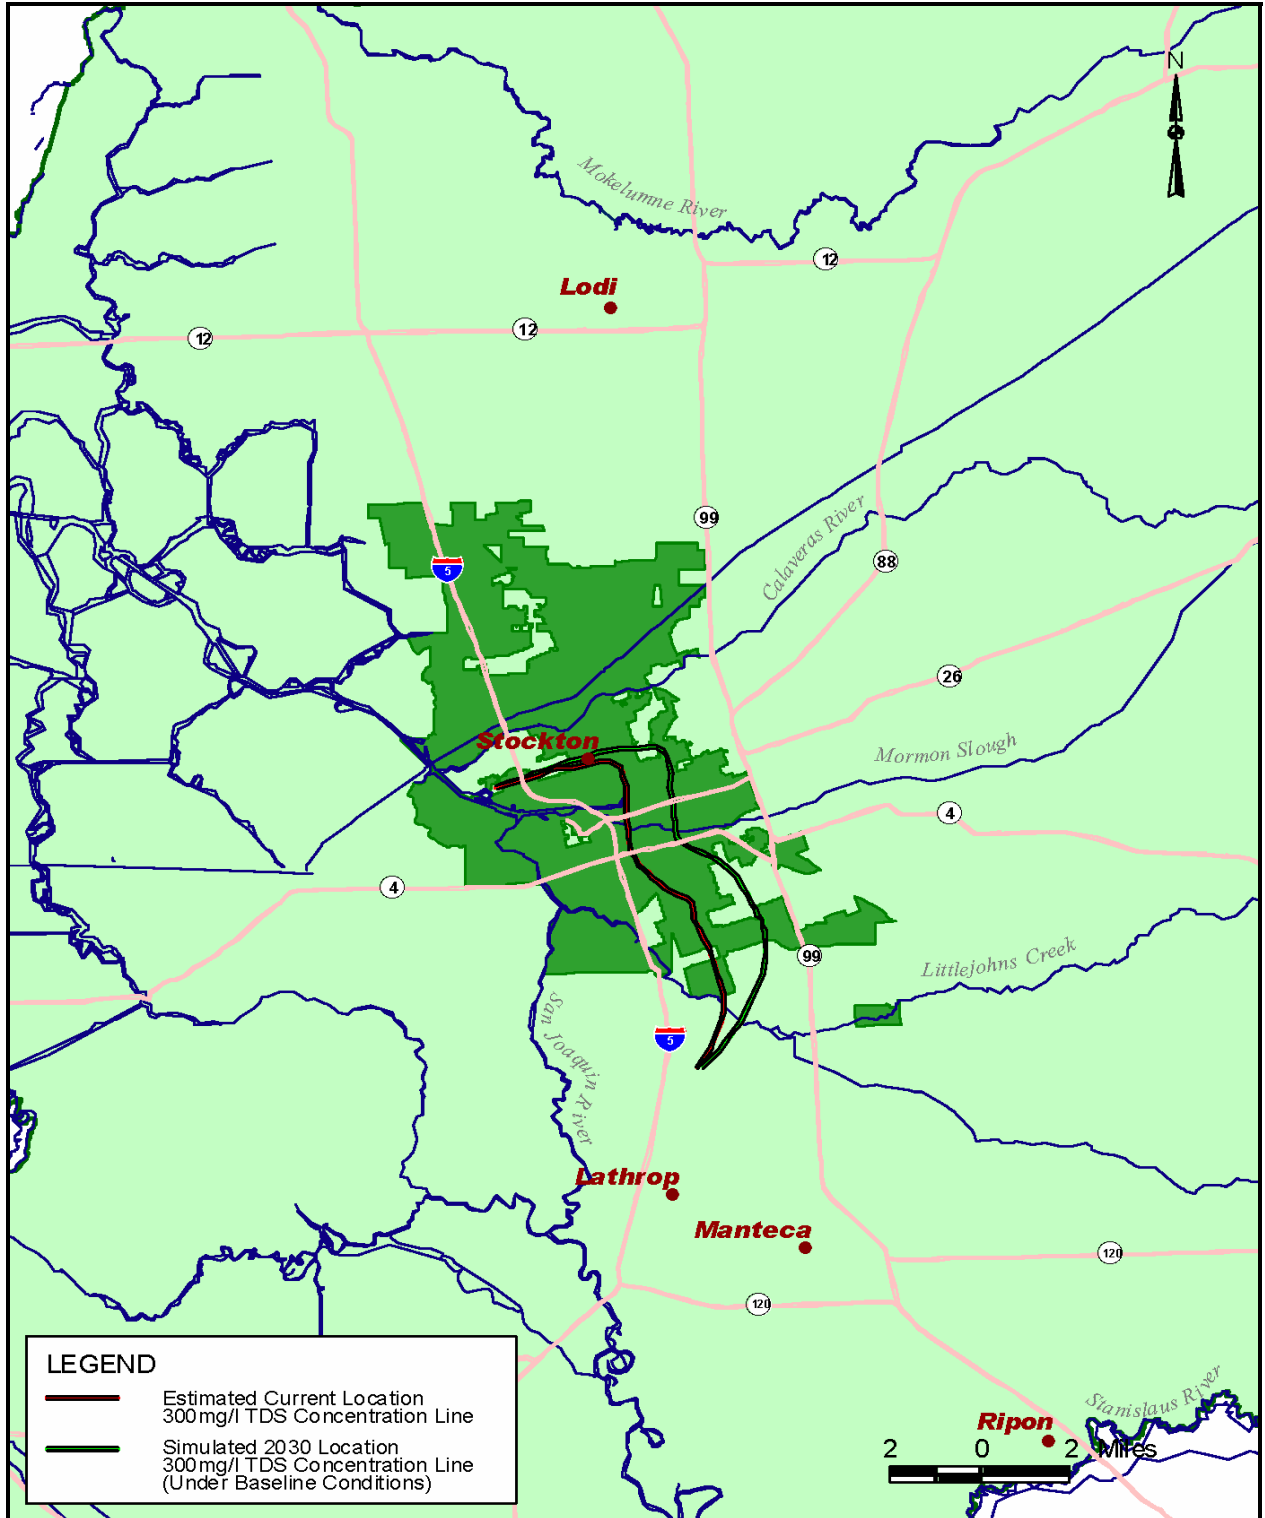 N
Mokelumne River
12
Lodi
12
12
99
5
Calaveras River
88
26
Stockton
Mormon Slough
4
4
99
Littlejohns Creek
San Joaquin River
5
Lathrop
Manteca
120
120
LEGEND
Estimated Current Location
300mg/l TDS Concentration Line
Simulated 2030 Location
300mg/l TDS Concentration Line
(Under Baseline Conditions)
Stanislaus River
Ripon
2 0 2 Miles